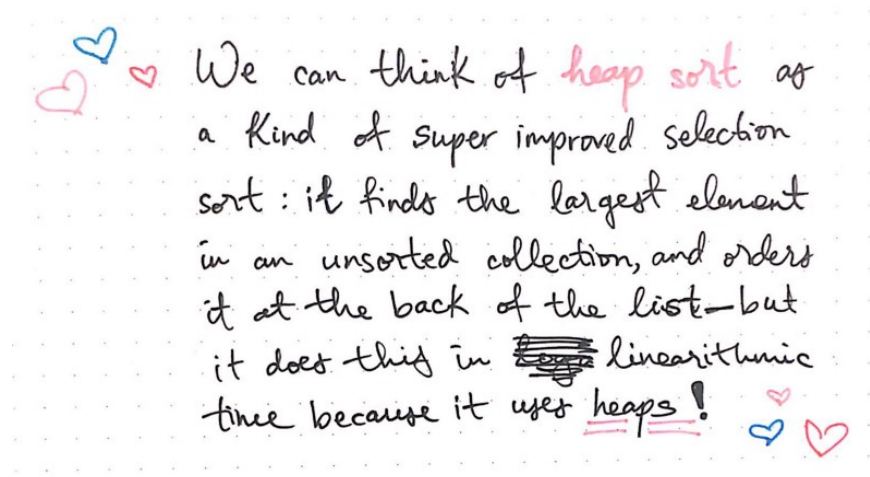 We can think of heap sort as
a kind of super improved selection
sort: it finds the largest element
in an unsorted collection, and orders
it at the back of the list—but
it does this in linearithmic
time because it uses heaps!